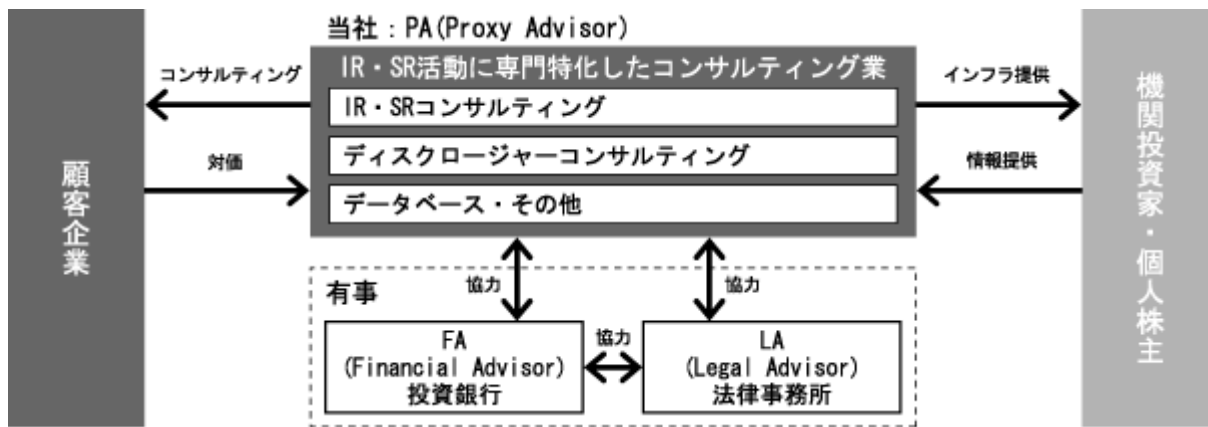 当社：PA(Proxy Advisor)
IR・SR活動に専門特化したコンサルティング業
IR・SRコンサルティング
ディスクロージャーコンサルティング
データベース・その他
顧客企業
コンサルティング
対価
インフラ提供
情報提供
機関投資家・個人株主
協力
協力
有事
FA
(Financial Advisor)
投資銀行
協力
LA
(Legal Advisor)
法律事務所